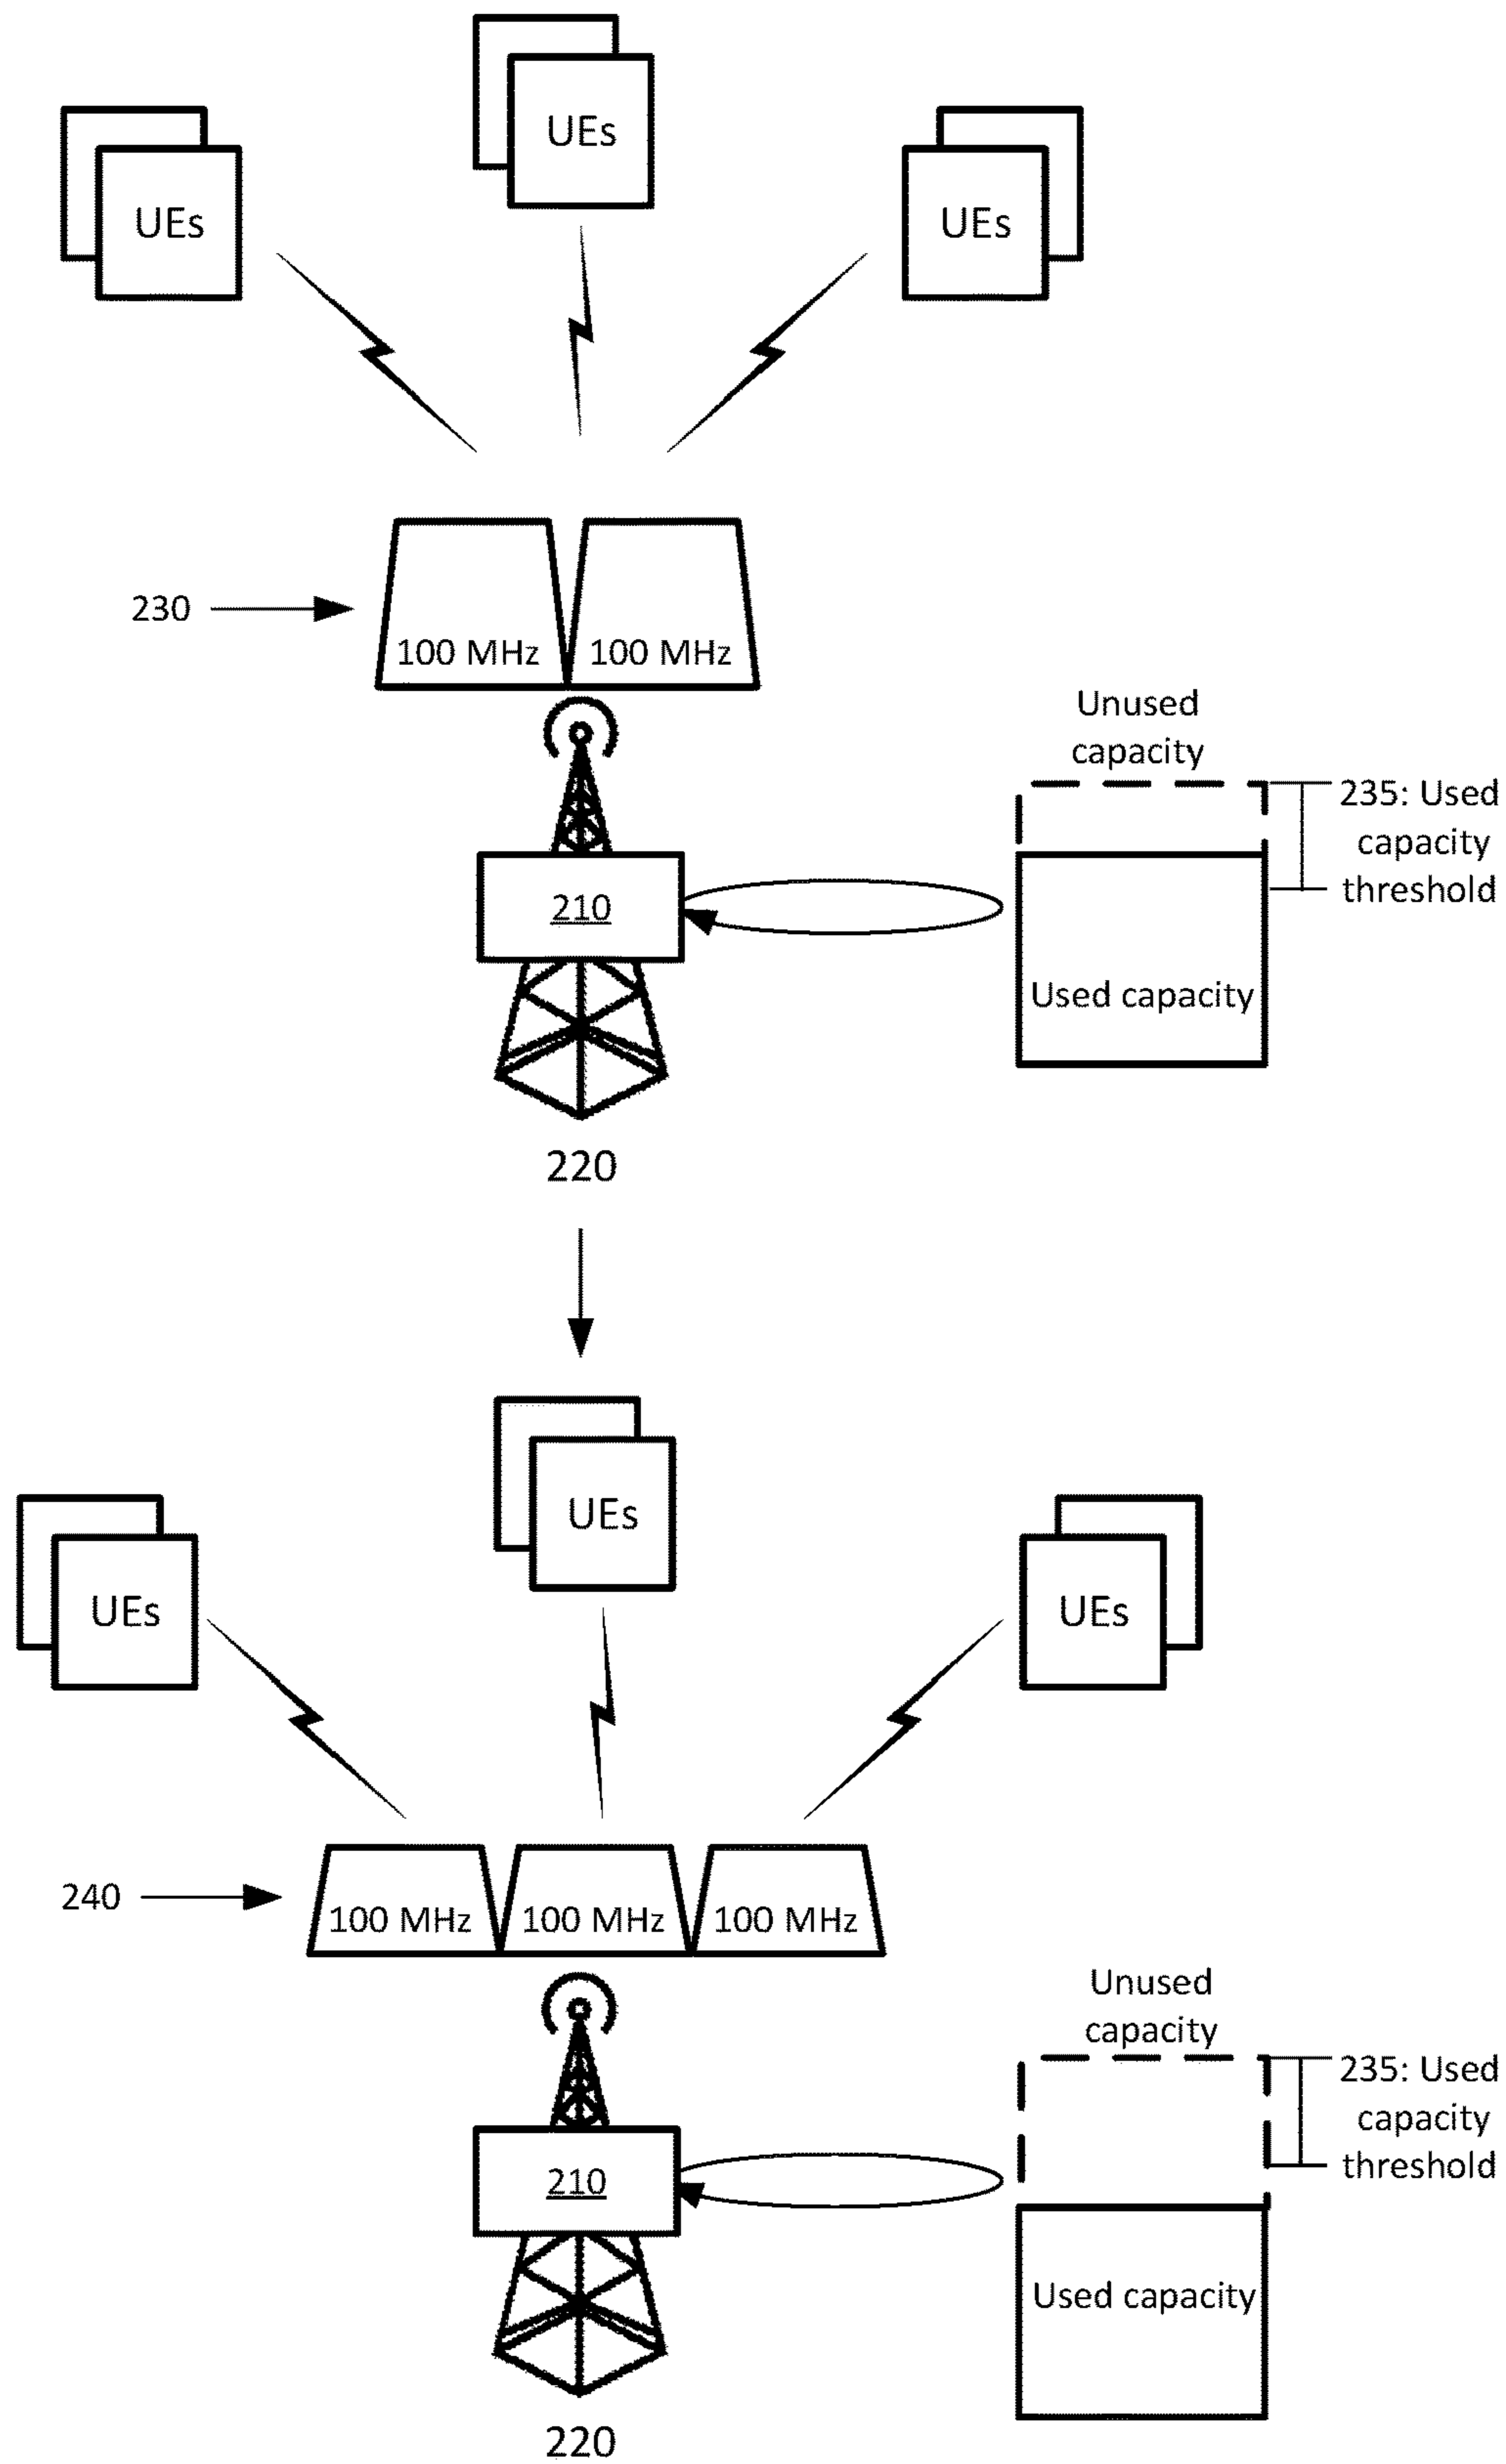 UEs
UEs
UEs
230
100 MHz
100 MHz
Unused
capacity
235: Used
capacity
threshold
210
Used capacity
220
UEs
UEs
UEs
240
100 MHz
100 MHz
100 MHz
Unused
capacity
235: Used
capacity
threshold
210
Used capacity
220